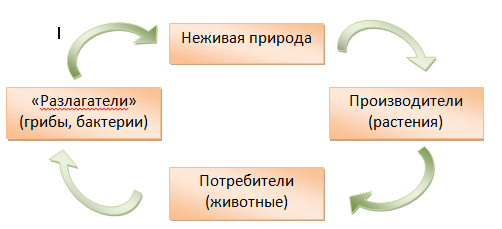 I
Неживая природа
«Разлагатели»
(грибы, бактерии)
Производители
(растения)
Потребители
(животные)